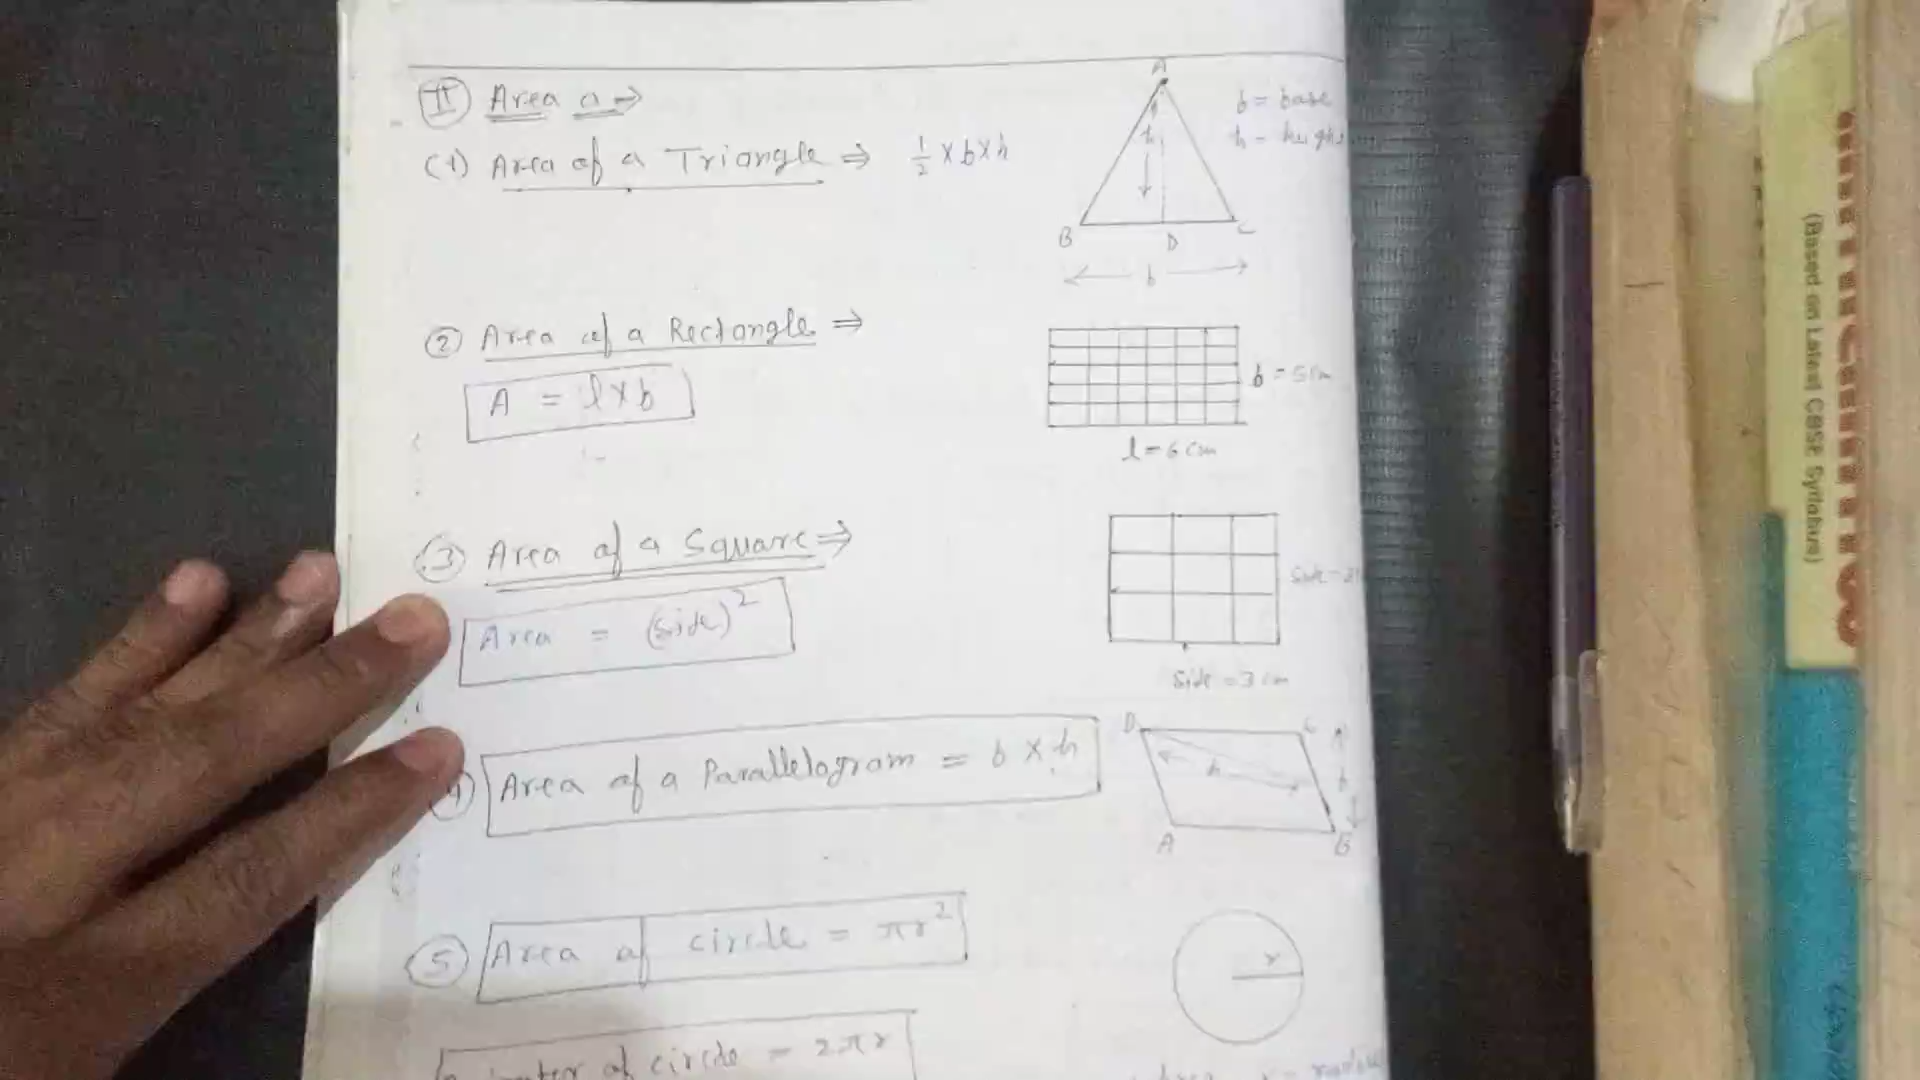 II Area ⇒
(1) Area of a Triangle ⇒ 1/2 × b × h
A
h
B D C
b
b = base
h =
② Area of a Rectangle ⇒
A = l × b
b = 5 cm
l = 6 cm
③ Area of a Square ⇒
Area = (side)²
side =
side = 3 cm
Area of a Parallelogram = b × h
D C
h
b
A B
⑤ Area of circle = πr²
r
of circle = 2πr
r =
(Based on Latest CBSE Syllabus)